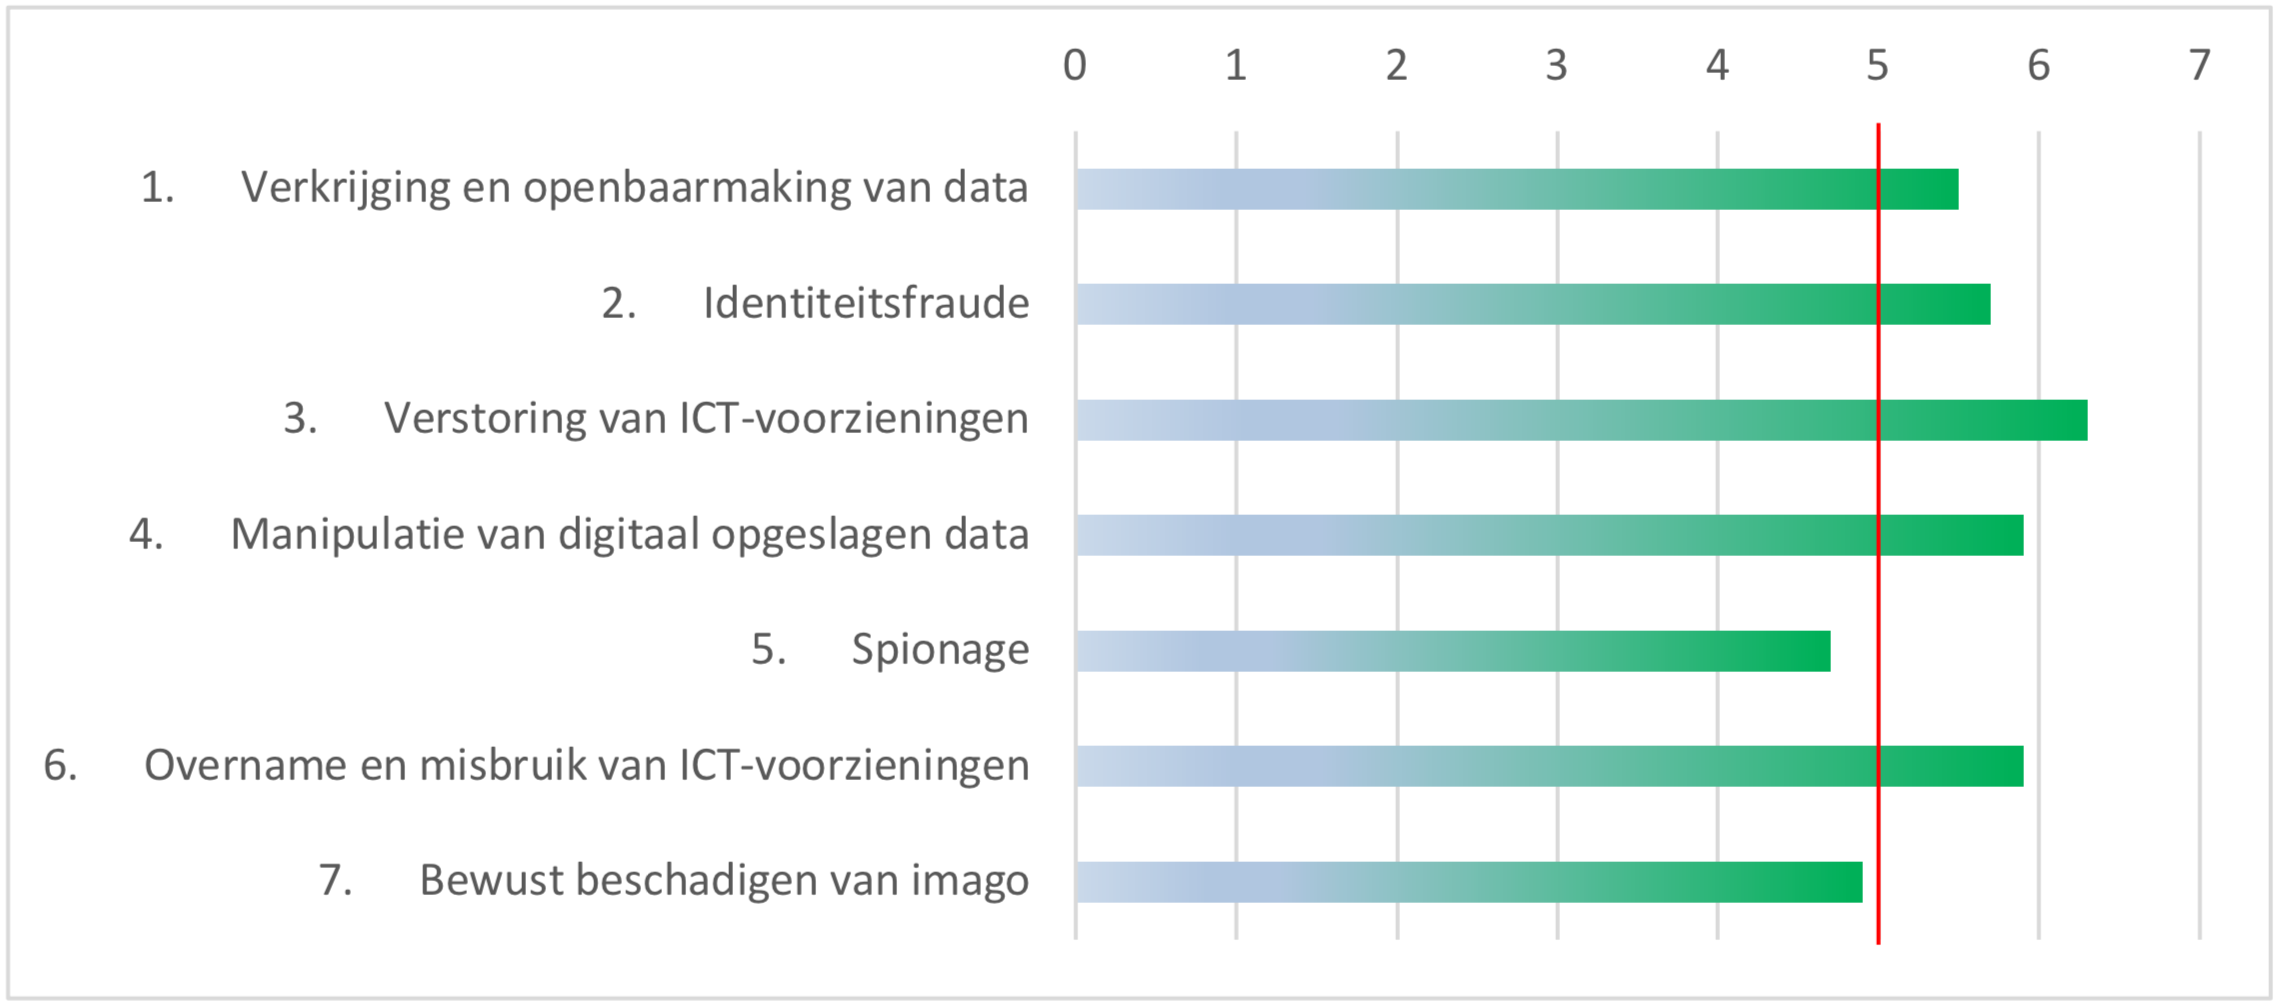 0 1 2 3 4 5 6 7
1. Verkrijging en openbaarmaking van data
2. Identiteitsfraude
3. Verstoring van ICT-voorzieningen
4. Manipulatie van digitaal opgeslagen data
5. Spionage
6. Overname en misbruik van ICT-voorzieningen
7. Bewust beschadigen van imago